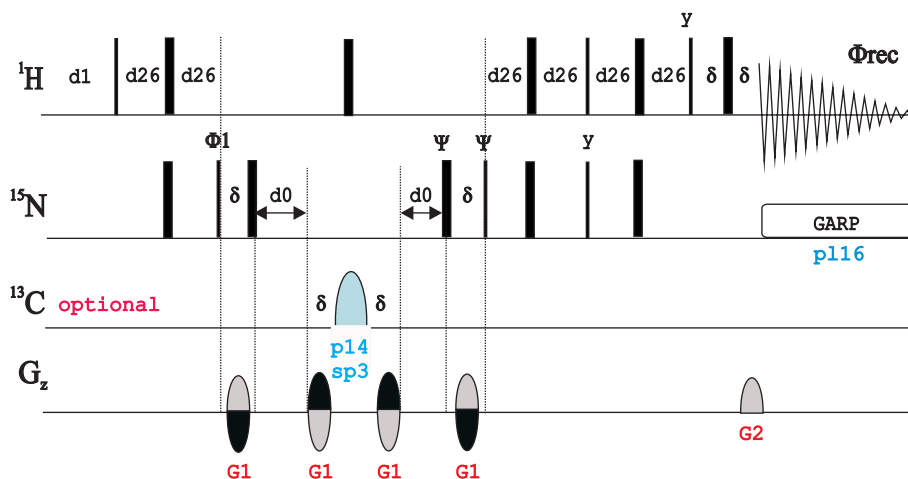 y
¹H d1 d26 d26 d26 d26 d26 d26 δ δ Φrec
Φ1 Ψ Ψ y
¹⁵N δ d0 d0 δ
GARP
pl16
¹³C optional δ δ
p14
sp3
Gz
G2
G1 G1 G1 G1